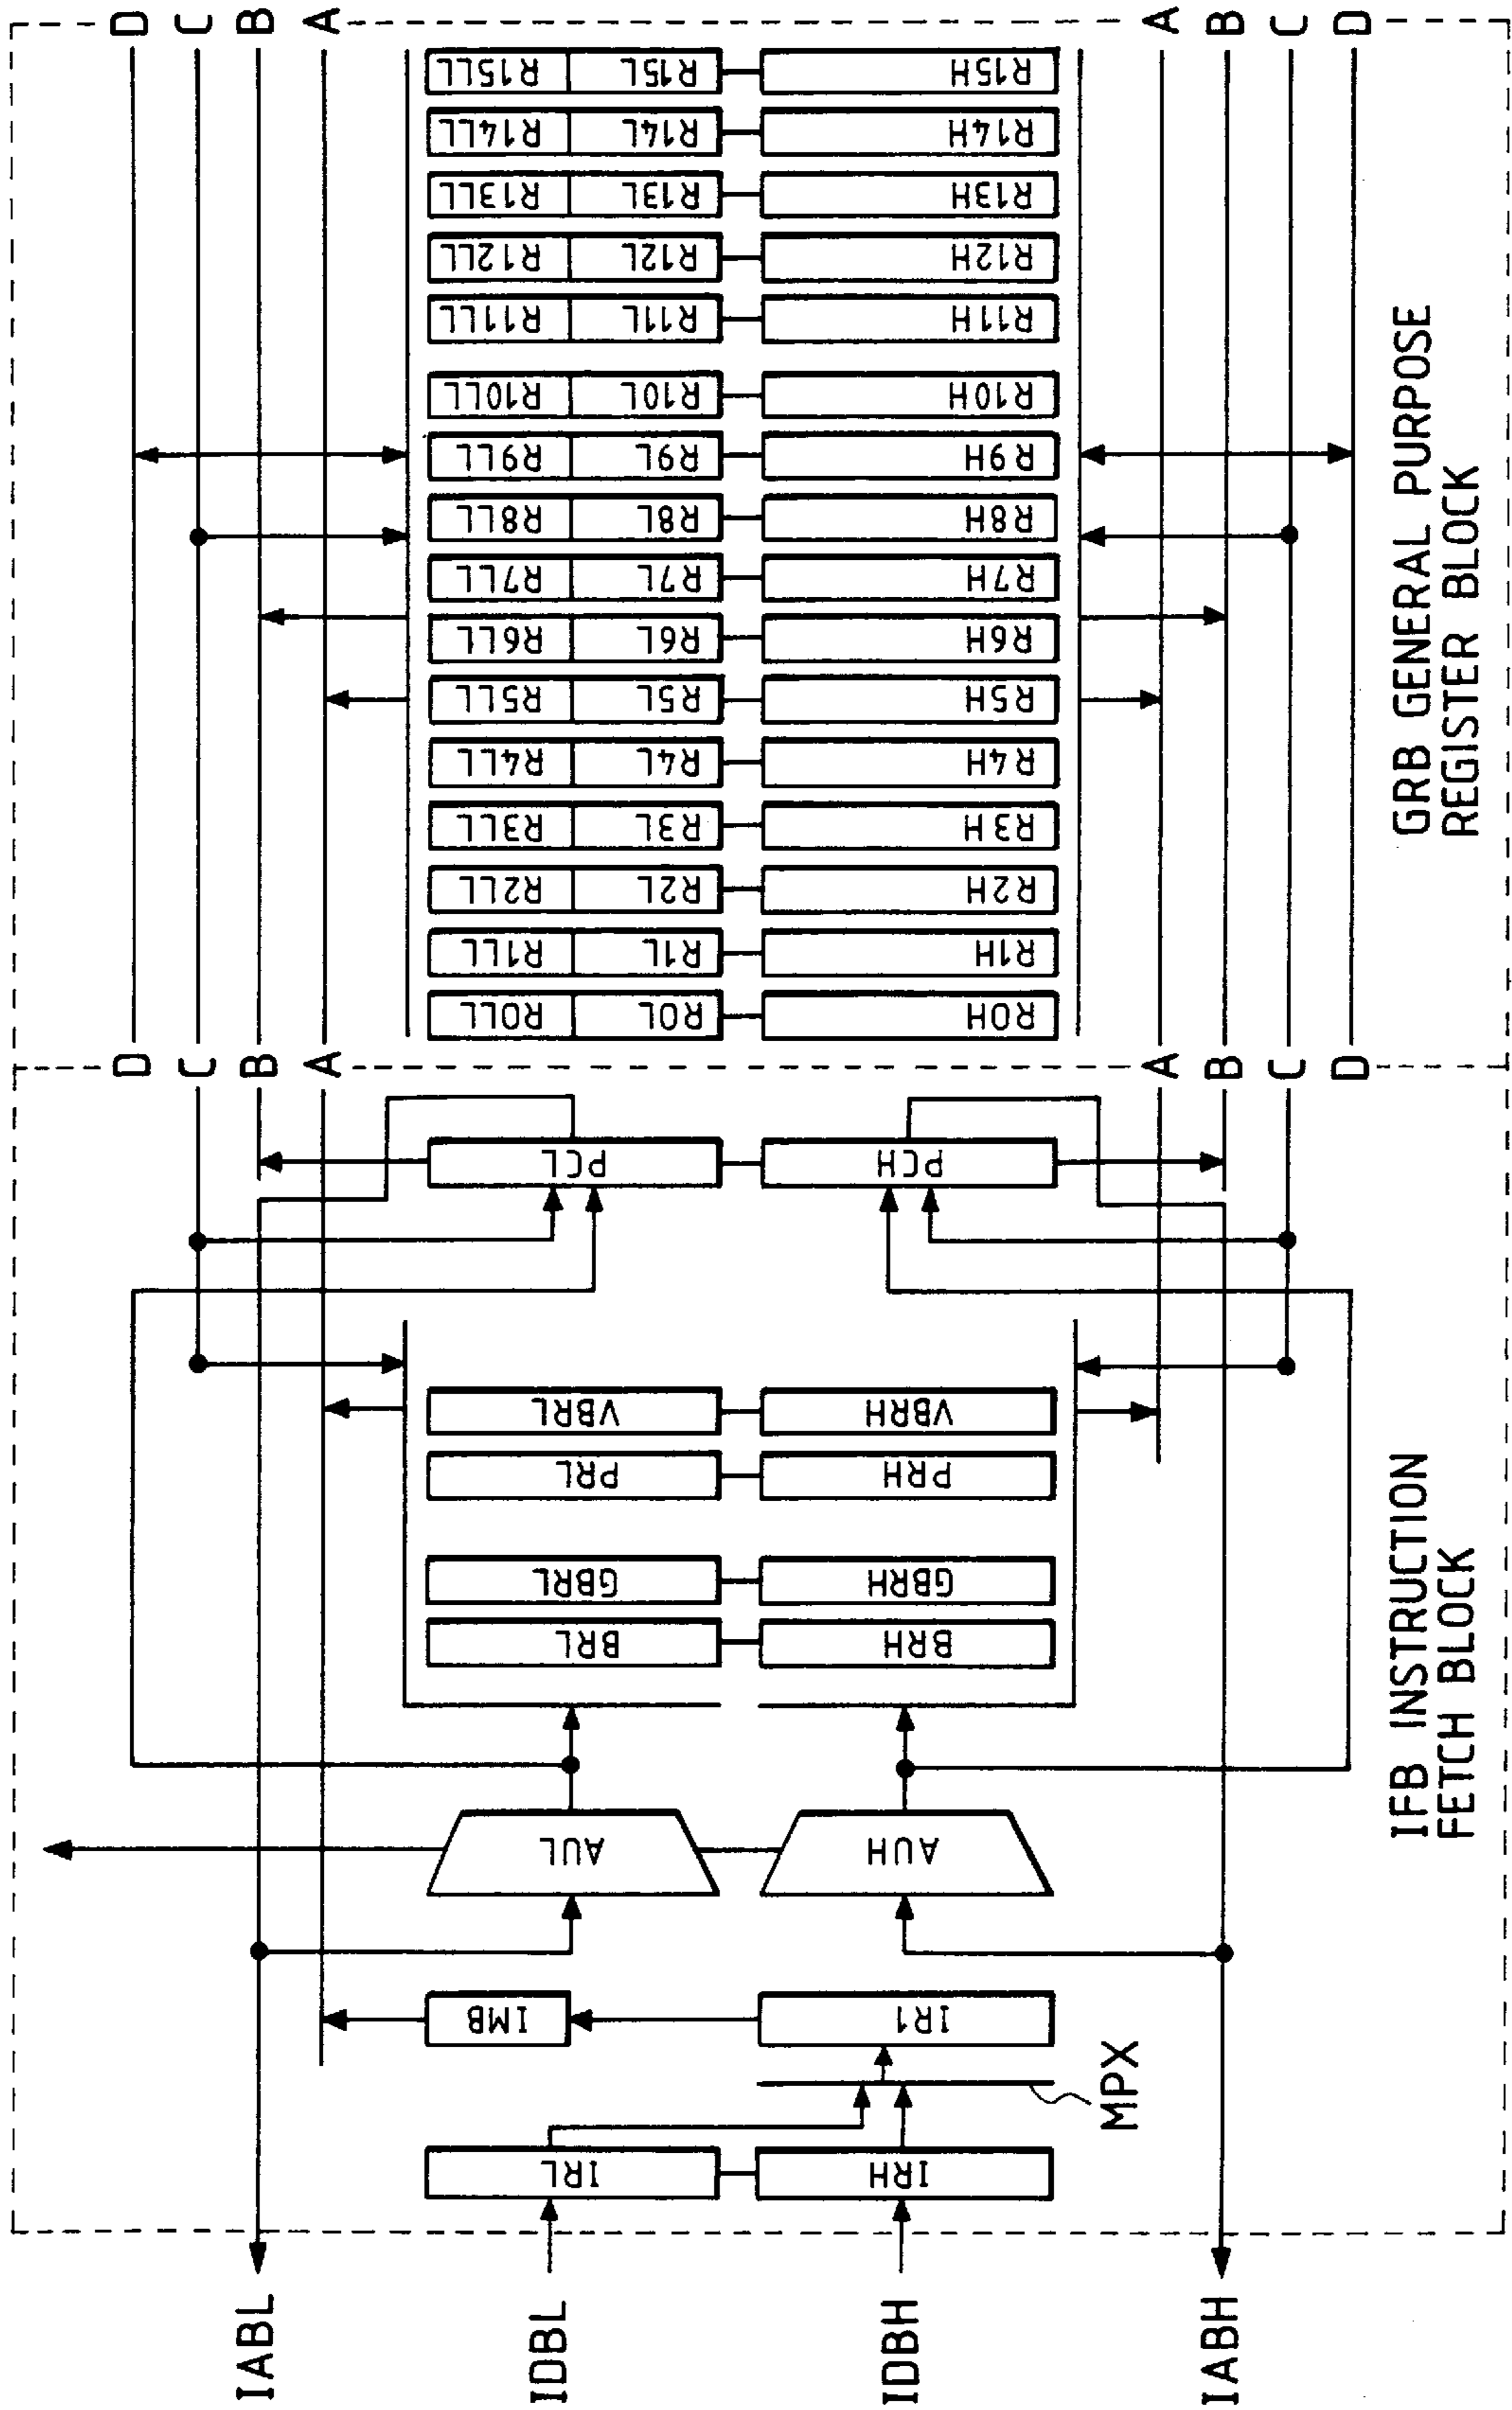 D C B A
A B C D
R15LL R15L R15H
R14LL R14L R14H
R13LL R13L R13H
R12LL R12L R12H
R11LL R11L R11H
R10LL R10L R10H
R9LL R9L R9H
R8LL R8L R8H
R7LL R7L R7H
R6LL R6L R6H
R5LL R5L R5H
R4LL R4L R4H
R3LL R3L R3H
R2LL R2L R2H
R1LL R1L R1H
R0LL R0L R0H
GRB GENERAL PURPOSE
REGISTER BLOCK
D C B A
A B C D
PCL PCH
VBRL VBRH
PRL PRH
GBRL GBRH
BRL BRH
AUL AUH
IMB IR1
MPX
IRL IRH
IFB INSTRUCTION
FETCH BLOCK
IABL
IDBL
IDBH
IABH